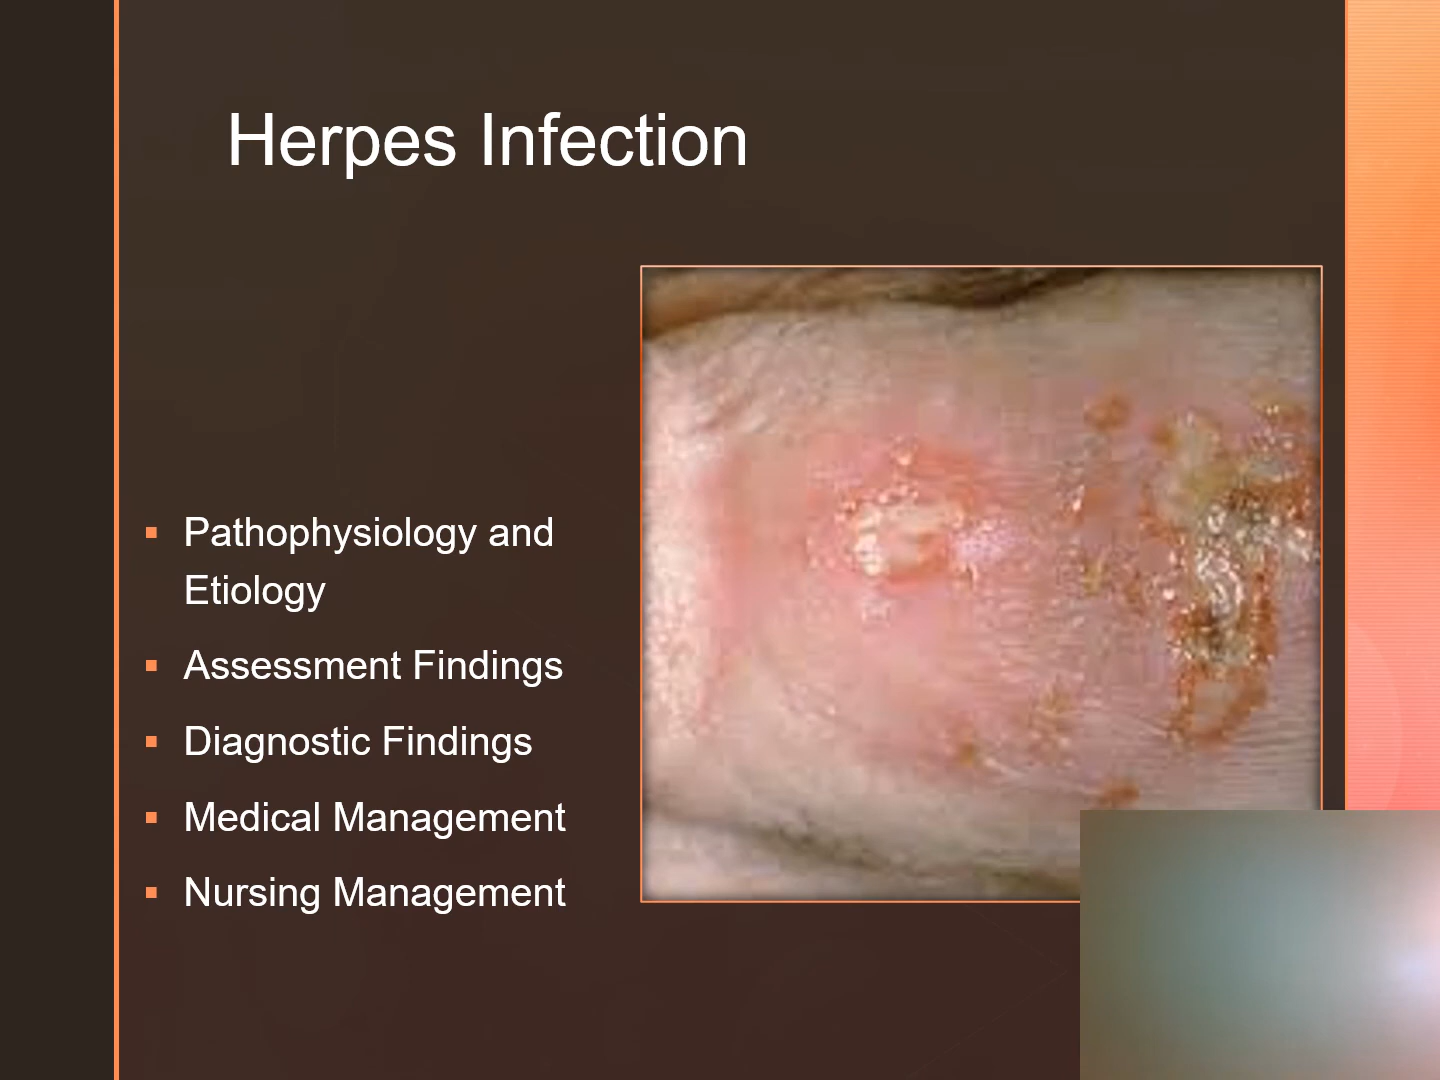 Herpes Infection
Pathophysiology and
Etiology
Assessment Findings
Diagnostic Findings
Medical Management
Nursing Management